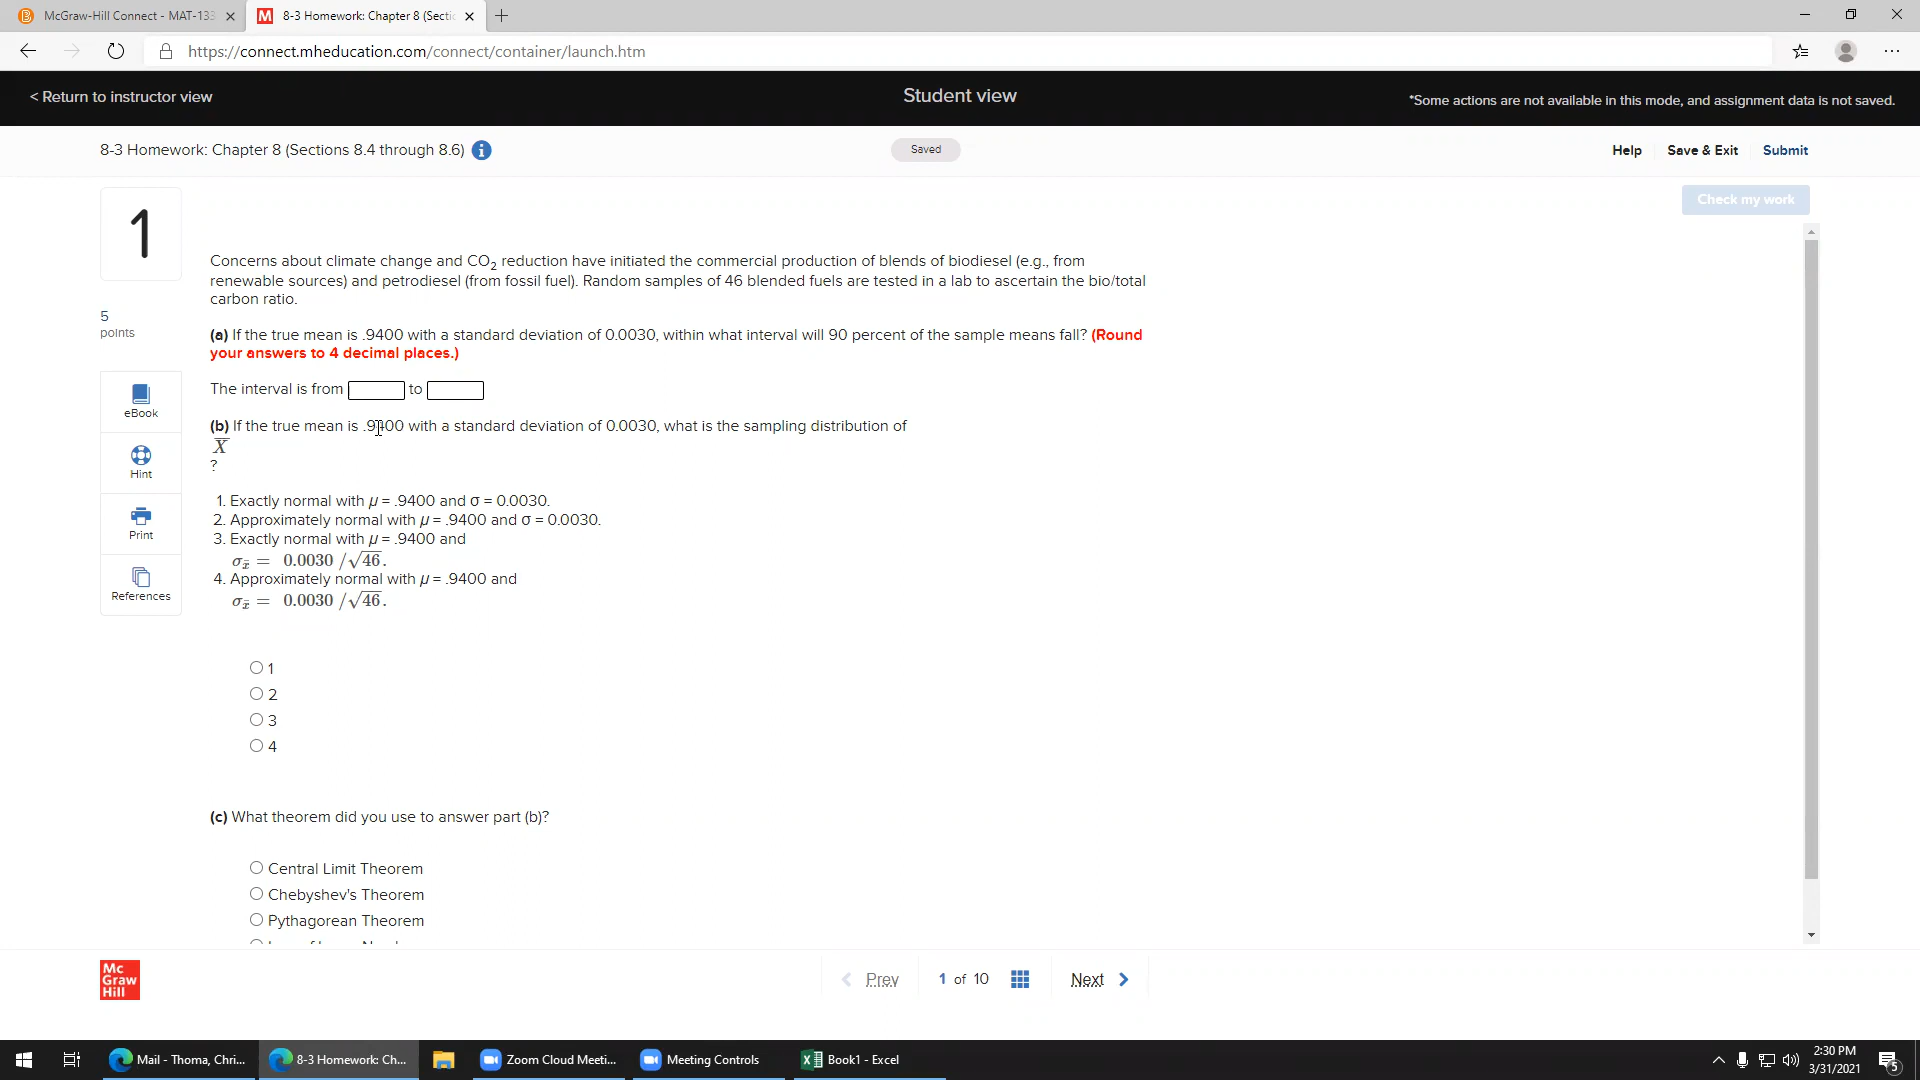 McGraw-Hill Connect - MAT-133
8-3 Homework: Chapter 8 (Secti
https://connect.mheducation.com/connect/container/launch.htm
< Return to instructor view
Student view
*Some actions are not available in this mode, and assignment data is not saved.
8-3 Homework: Chapter 8 (Sections 8.4 through 8.6)
Saved
Help
Save & Exit
Submit
Check my work
1
5
points
eBook
Hint
Print
References
Concerns about climate change and CO₂ reduction have initiated the commercial production of blends of biodiesel (e.g., from
renewable sources) and petrodiesel (from fossil fuel). Random samples of 46 blended fuels are tested in a lab to ascertain the bio/total
carbon ratio.
(a) If the true mean is .9400 with a standard deviation of 0.0030, within what interval will 90 percent of the sample means fall? (Round
your answers to 4 decimal places.)
The interval is from to
(b) If the true mean is .9400 with a standard deviation of 0.0030, what is the sampling distribution of
X̅
?
1. Exactly normal with μ = .9400 and σ = 0.0030.
2. Approximately normal with μ = .9400 and σ = 0.0030.
3. Exactly normal with μ = .9400 and
σx̅ = 0.0030 /√46.
4. Approximately normal with μ = .9400 and
σx̅ = 0.0030 /√46.
1
2
3
4
(c) What theorem did you use to answer part (b)?
Central Limit Theorem
Chebyshev's Theorem
Pythagorean Theorem
Mc
Graw
Hill
Prev
1 of 10
Next
Mail - Thoma, Chri...
8-3 Homework: Ch...
Zoom Cloud Meeti...
Meeting Controls
Book1 - Excel
2:30 PM
3/31/2021
5